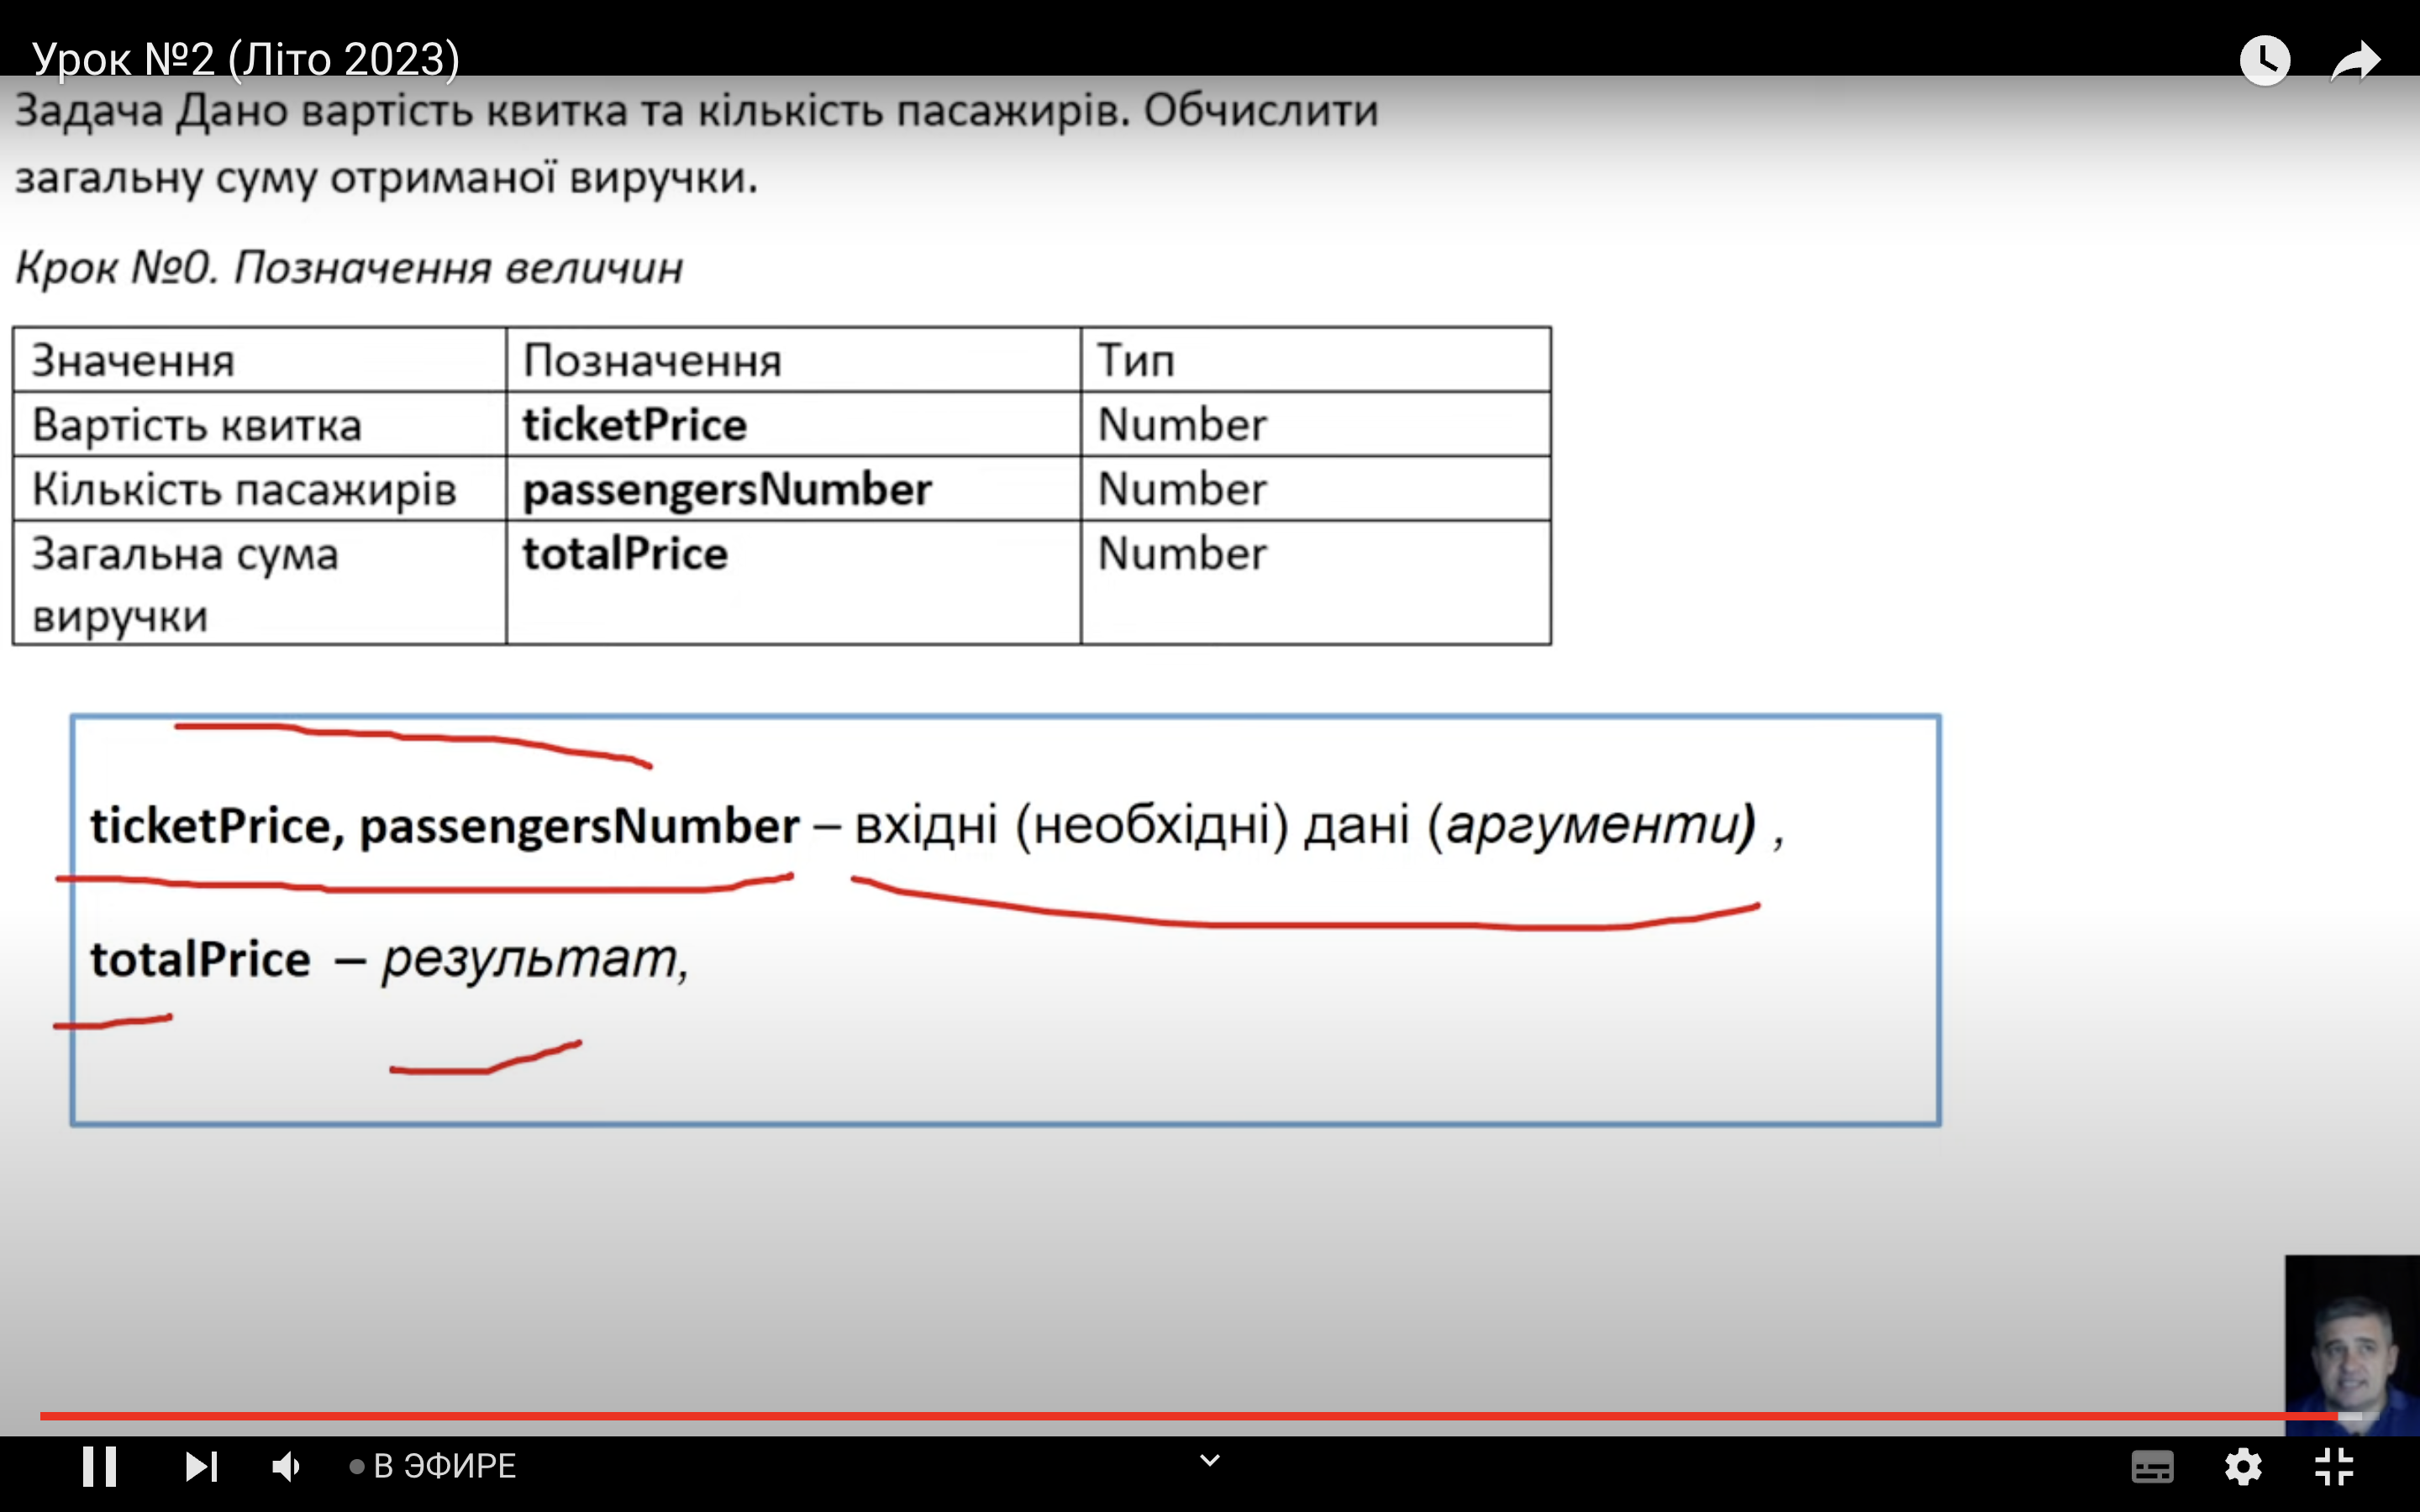 Урок №2 (Літо 2023)
Задача Дано вартість квитка та кількість пасажирів. Обчислити
загальну суму отриманої виручки.
Крок №0. Позначення величин
Значення Позначення Тип
Вартість квитка ticketPrice Number
Кількість пасажирів passengersNumber Number
Загальна сума totalPrice Number
виручки
ticketPrice, passengersNumber – вхідні (необхідні) дані (аргументи) ,
totalPrice – результат,
В ЭФИРЕ